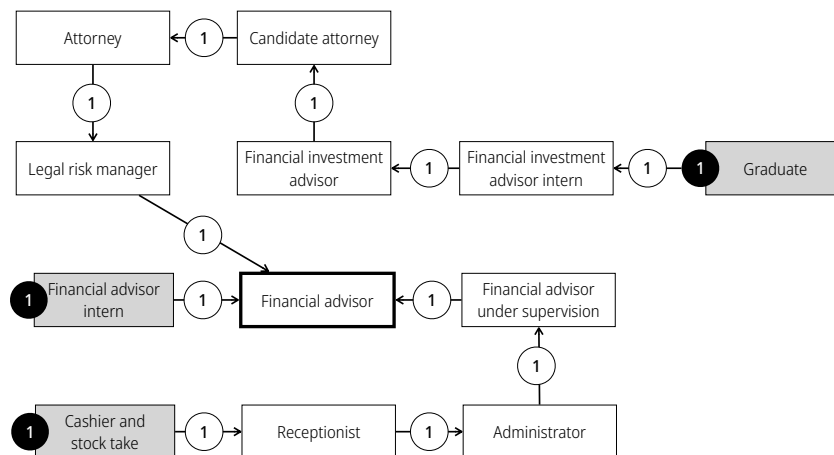 Attorney
1
Candidate attorney
1
1
Legal risk manager
Financial investment
advisor
1
Financial investment
advisor intern
1
1
Graduate
1
1
Financial advisor
intern
1
Financial advisor
1
Financial advisor
under supervision
1
1
Cashier and
stock take
1
Receptionist
1
Administrator